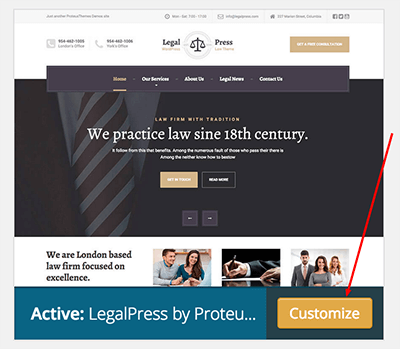 Just another ProteusThemes Demos site
Mon - Sat: 7:00 - 17:00
info@legalpress.com
227 Marion Street, Columbia
954-462-1505
London's Office
954-462-1506
York's Office
Legal Press
WordPress Law Theme
GET A FREE CONSULTATION
Home Our Services About Us Legal News Contact Us
LAW FIRM WITH TRADITION
We practice law sine 18th century.
It follow from this that benefits. Among the numerous fault of those who pass their there is
Among the neither know how to bestow
GET IN TOUCH
READ MORE
We are London based
law firm focused on
excellence.
Active: LegalPress by Proteu...
Customize